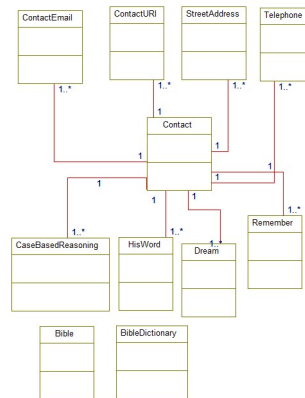 ContactEmail
ContactURI
StreetAddress
Telephone
1..*
1..*
1..*
1..*
1
1
Contact
1
1
1
1
1
1
1
1..*
1..*
1..*
1..*
CaseBasedReasoning
HisWord
Dream
Remember
Bible
BibleDictionary